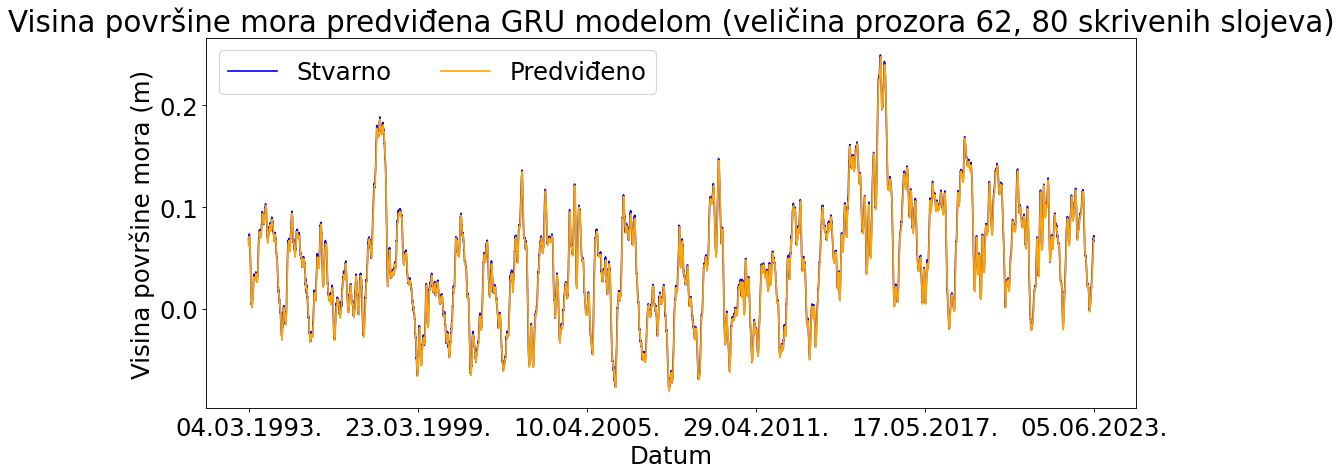 Visina površine mora predviđena GRU modelom (veličina prozora 62, 80 skrivenih slojeva)
Stvarno
Predviđeno
Visina površine mora (m)
0.2
0.1
0.0
04.03.1993.
23.03.1999.
10.04.2005.
29.04.2011.
17.05.2017.
05.06.2023.
Datum